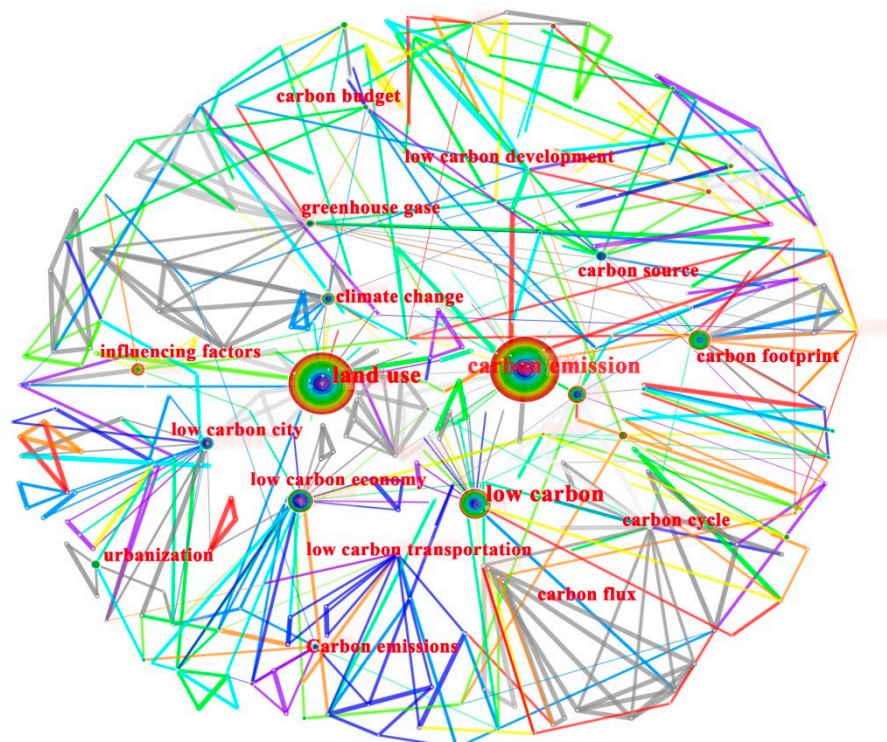 carbon budget
low carbon development
greenhouse gase
carbon source
climate change
influencing factors
land use
carbon emission
carbon footprint
low carbon city
low carbon economy
low carbon
carbon cycle
urbanization
low carbon transportation
carbon flux
Carbon emissions